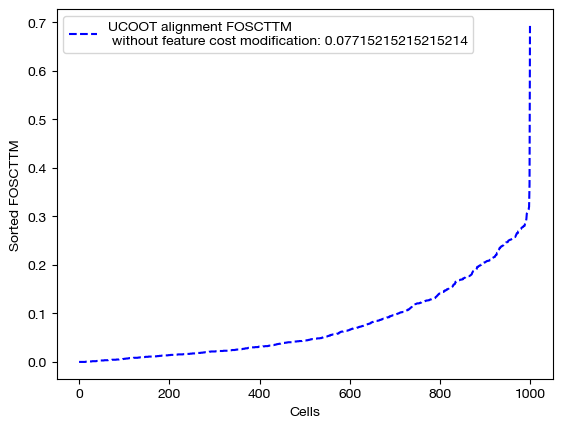 UCOOT alignment FOSCTTM
without feature cost modification: 0.07715215215215214
0.7
0.6
0.5
0.4
0.3
0.2
0.1
0.0
Sorted FOSCTTM
0 200 400 600 800 1000
Cells